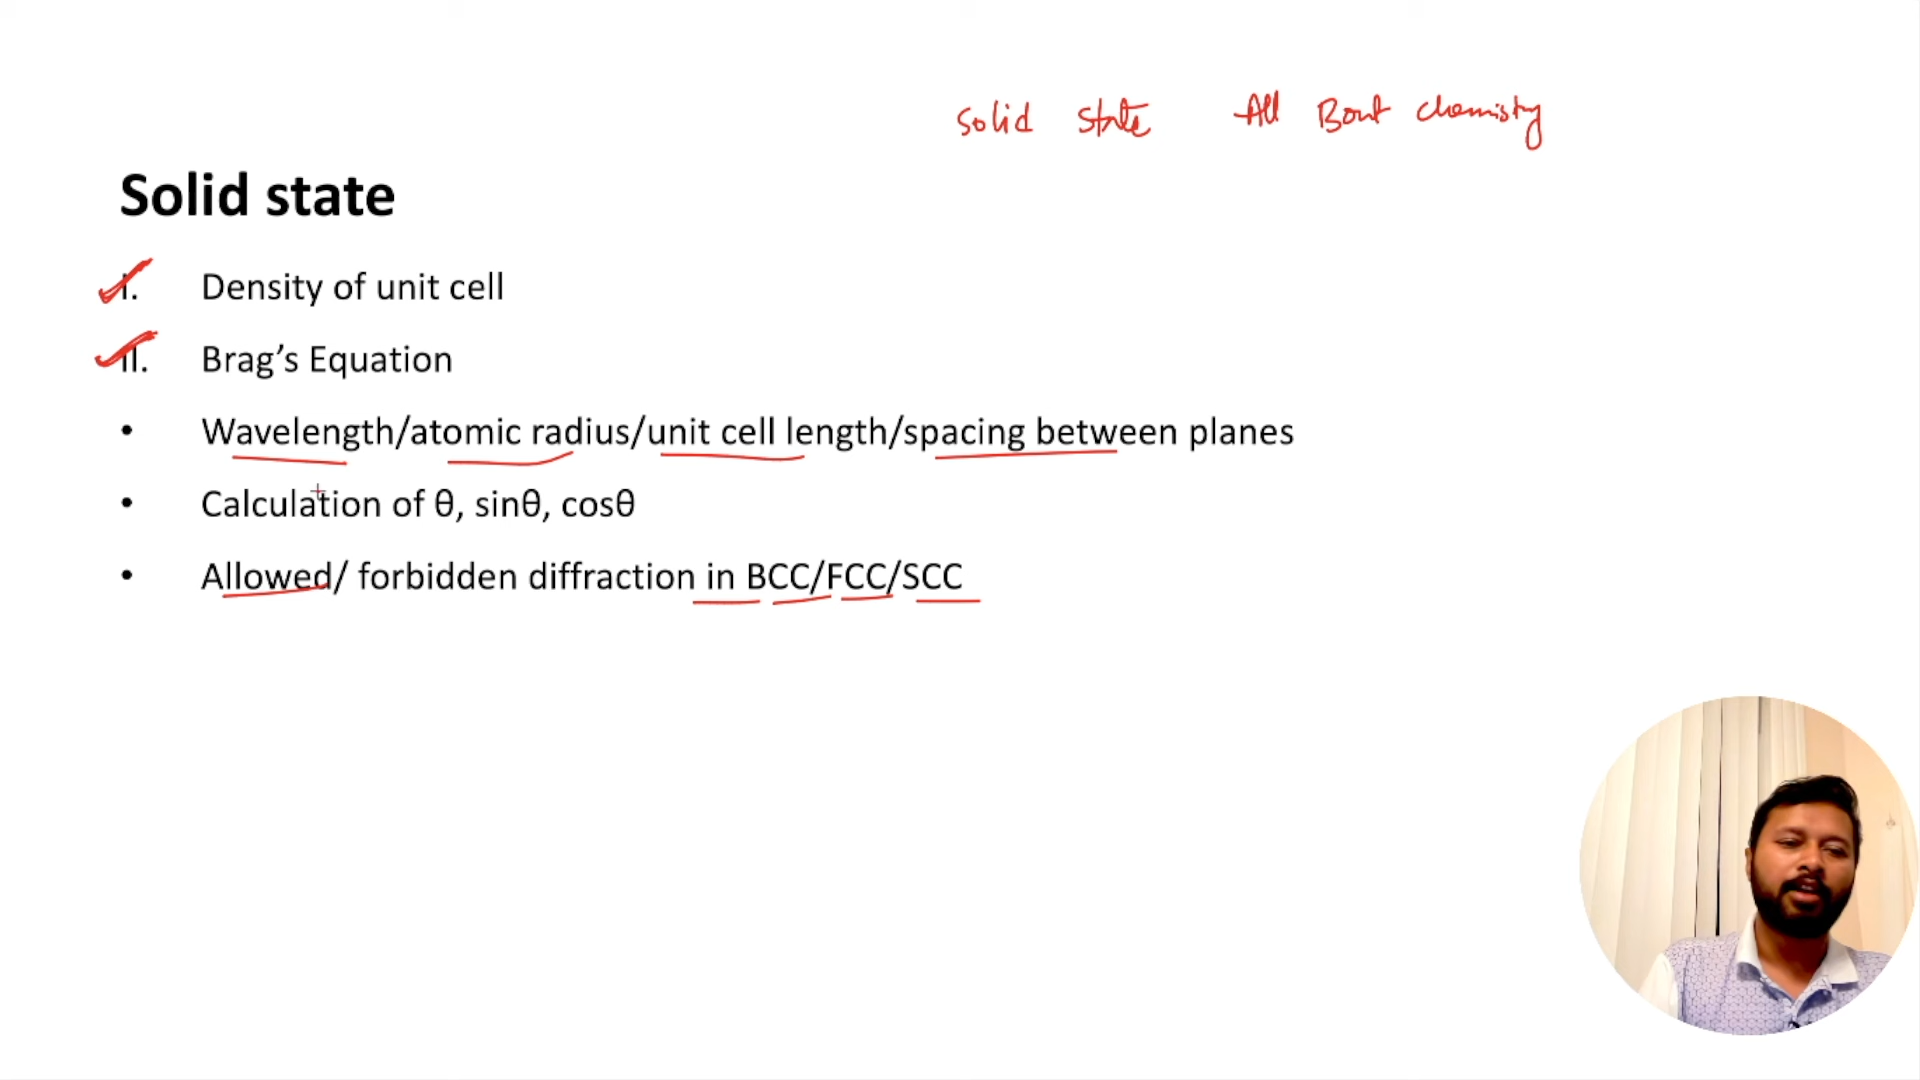 Solid State All Bout chemistry
Solid state
I. Density of unit cell
II. Brag’s Equation
• Wavelength/atomic radius/unit cell length/spacing between planes
• Calculation of θ, sinθ, cosθ
• Allowed/ forbidden diffraction in BCC/FCC/SCC